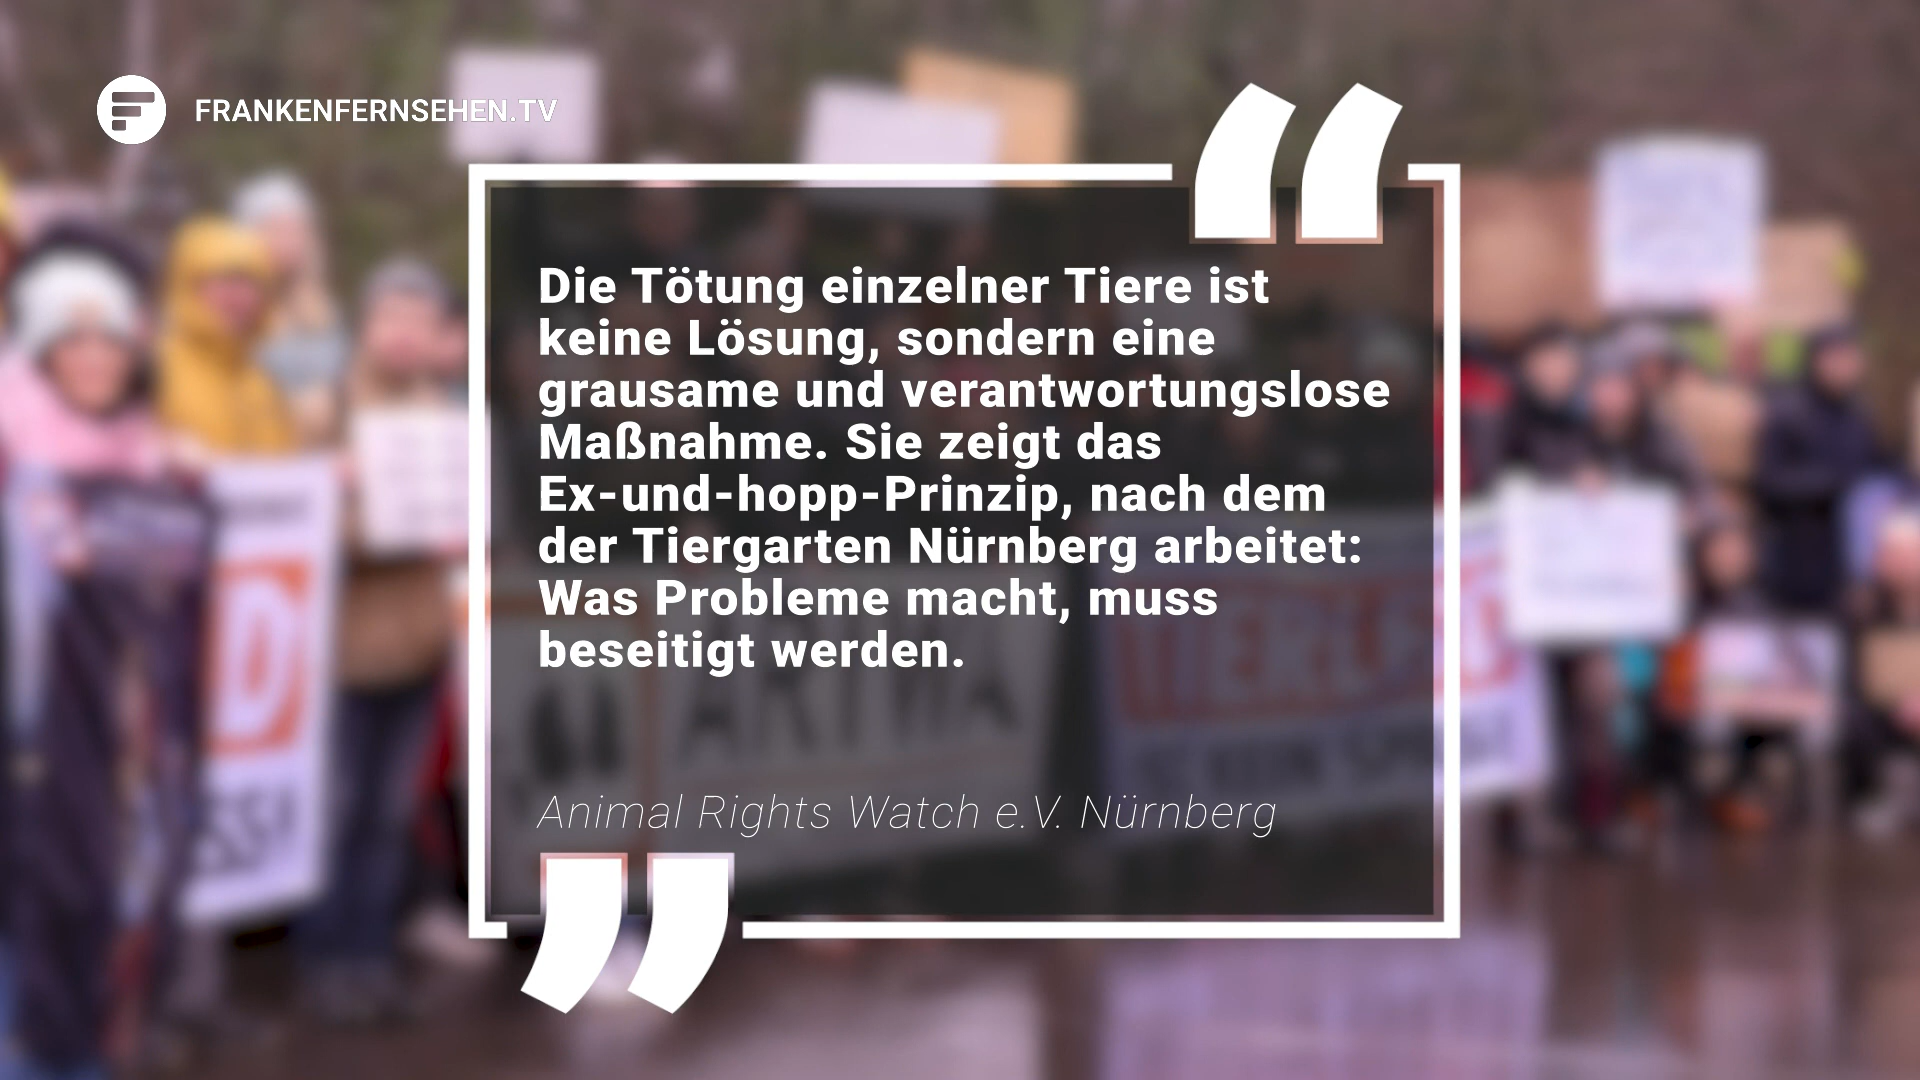 FRANKENFERNSEHEN.TV
Die Tötung einzelner Tiere ist
keine Lösung, sondern eine
grausame und verantwortungslose
Maßnahme. Sie zeigt das
Ex-und-hopp-Prinzip, nach dem
der Tiergarten Nürnberg arbeitet:
Was Probleme macht, muss
beseitigt werden.
Animal Rights Watch e.V. Nürnberg